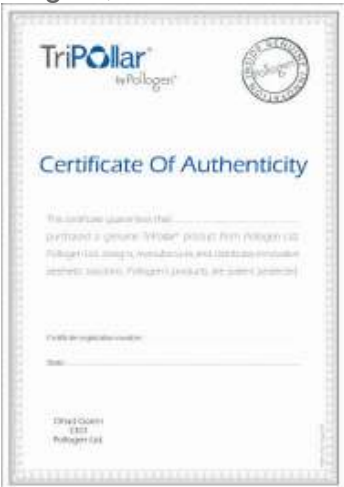 TriPollar®
by Pollogen®
GENUINE
Pollogen
Certificate Of Authenticity
This certificate guarantees that
purchased a genuine TriPollar® product from Pollogen Ltd.
Pollogen Ltd. designs, manufactures and distributes innovative
aesthetic solutions. Pollogen's products are patent protected.
Certificate registration number:
Date:
CEO
Pollogen Ltd.